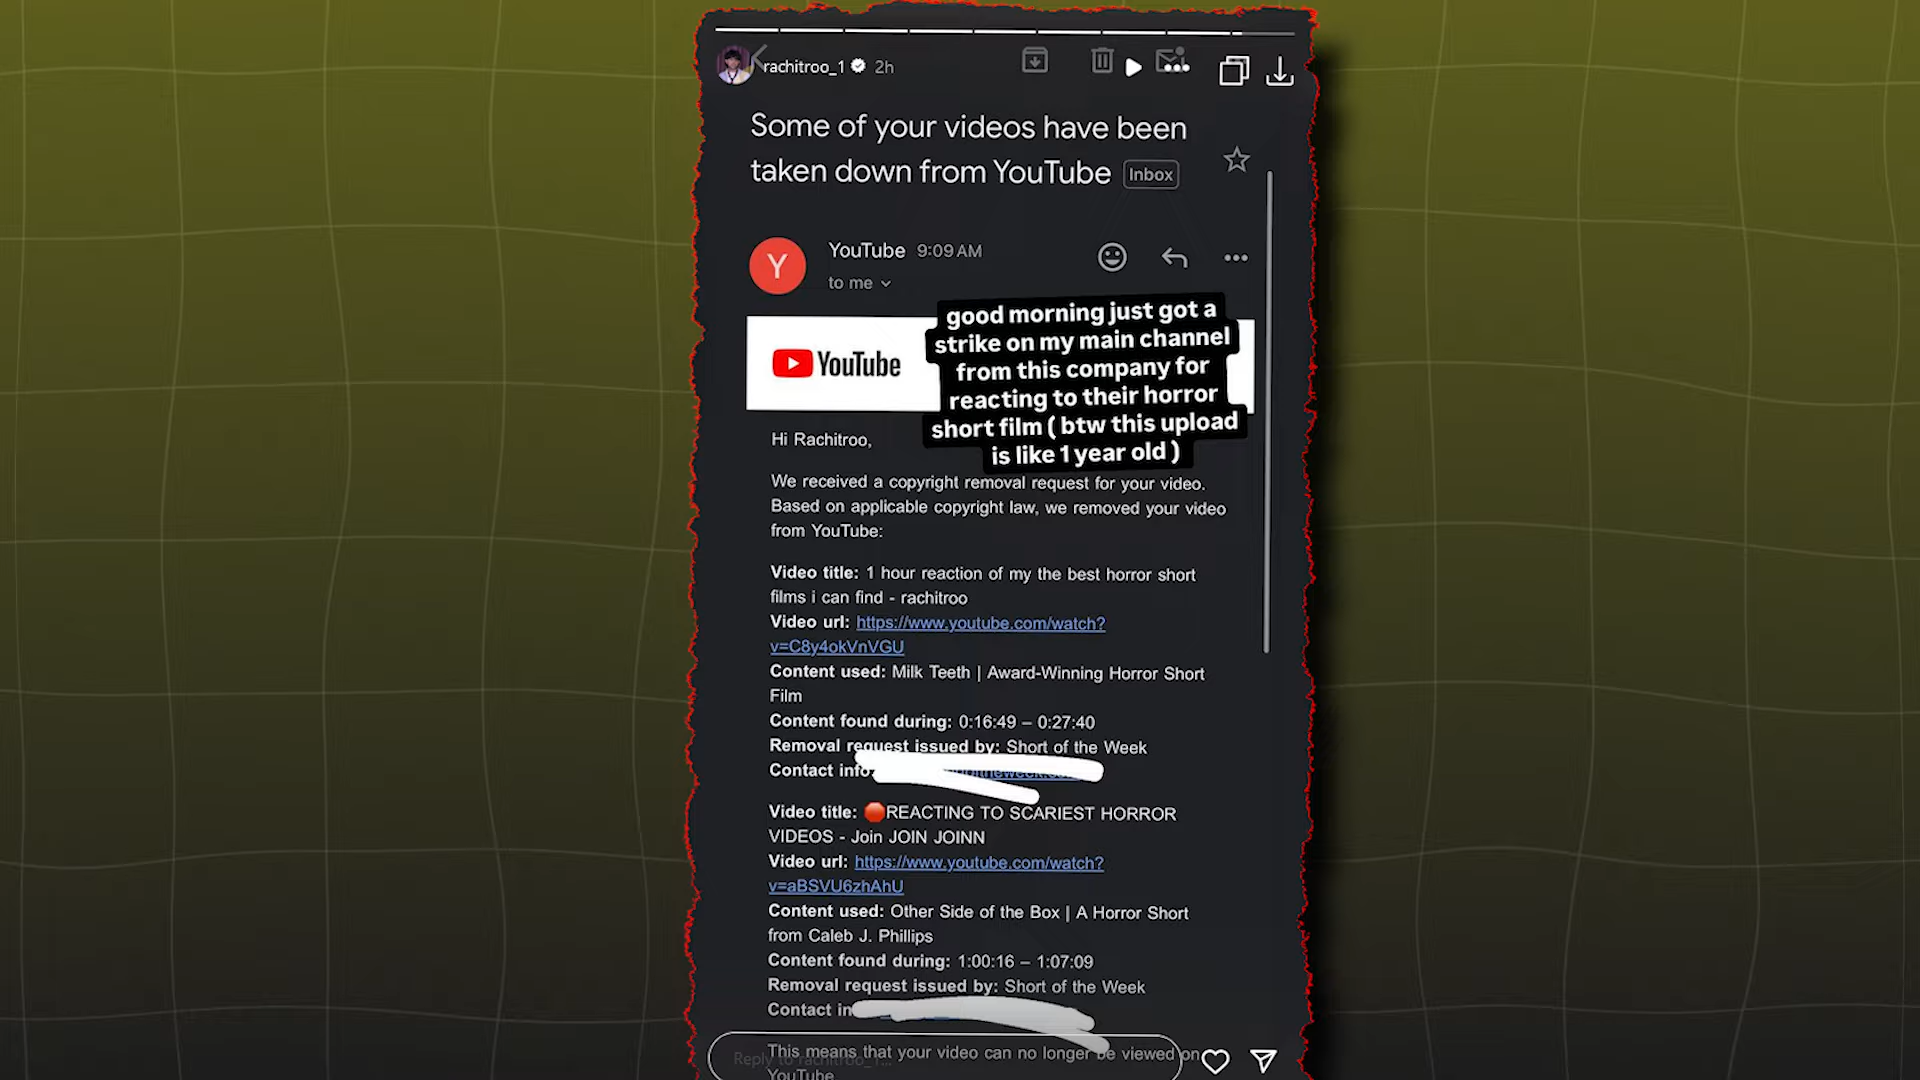 rachitroo_1 2h
Some of your videos have been
taken down from YouTube Inbox
Y
YouTube 9:09 AM
to me
YouTube
good morning just got a
strike on my main channel
from this company for
reacting to their horror
short film ( btw this upload
is like 1 year old )
Hi Rachitroo,
We received a copyright removal request for your video.
Based on applicable copyright law, we removed your video
from YouTube:
Video title: 1 hour reaction of my the best horror short
films i can find - rachitroo
Video url: https://www.youtube.com/watch?
v=C8y4okVnVGU
Content used: Milk Teeth | Award-Winning Horror Short
Film
Content found during: 0:16:49 – 0:27:40
Removal request issued by: Short of the Week
Contact info
Video title: 🛑REACTING TO SCARIEST HORROR
VIDEOS - Join JOIN JOINN
Video url: https://www.youtube.com/watch?
v=aBSVU6zhAhU
Content used: Other Side of the Box | A Horror Short
from Caleb J. Phillips
Content found during: 1:00:16 – 1:07:09
Removal request issued by: Short of the Week
Contact in
This means that your video can no longer be viewed on
Reply to rachitroo_1...
YouTube